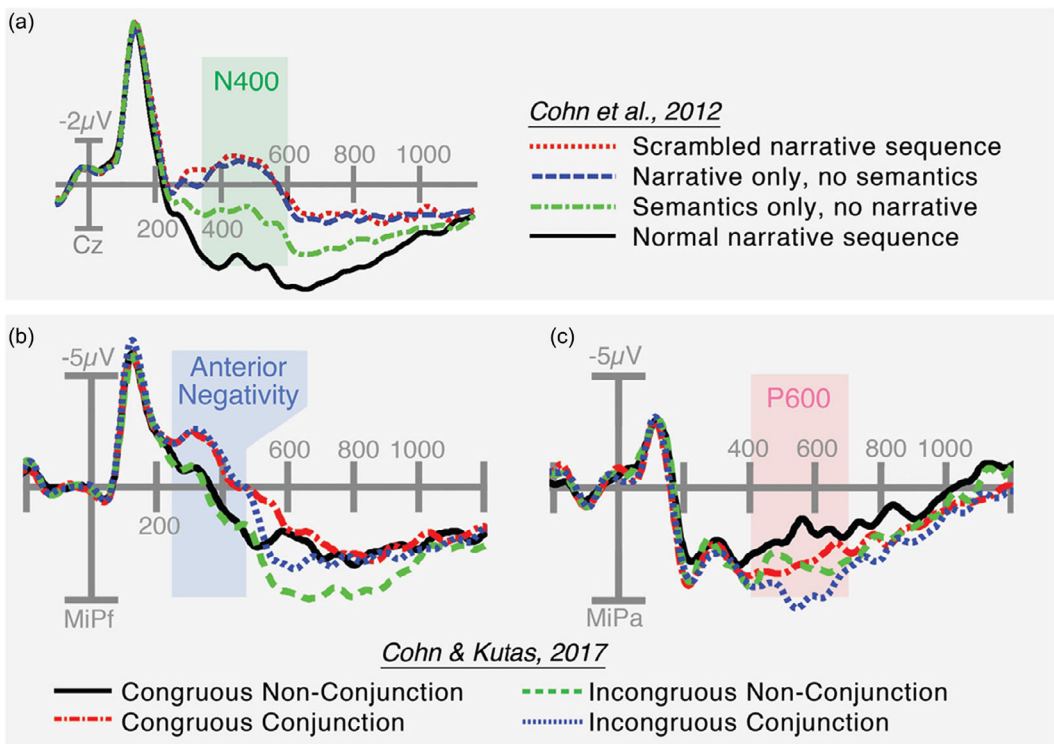 (a)
N400
-2µV
600 800 1000
200 400
Cz
Cohn et al., 2012
Scrambled narrative sequence
Narrative only, no semantics
Semantics only, no narrative
Normal narrative sequence
(b)
-5µV
Anterior
Negativity
600 800 1000
200
MiPf
(c)
-5µV
P600
400 600 800 1000
MiPa
Cohn & Kutas, 2017
Congruous Non-Conjunction
Congruous Conjunction
Incongruous Non-Conjunction
Incongruous Conjunction